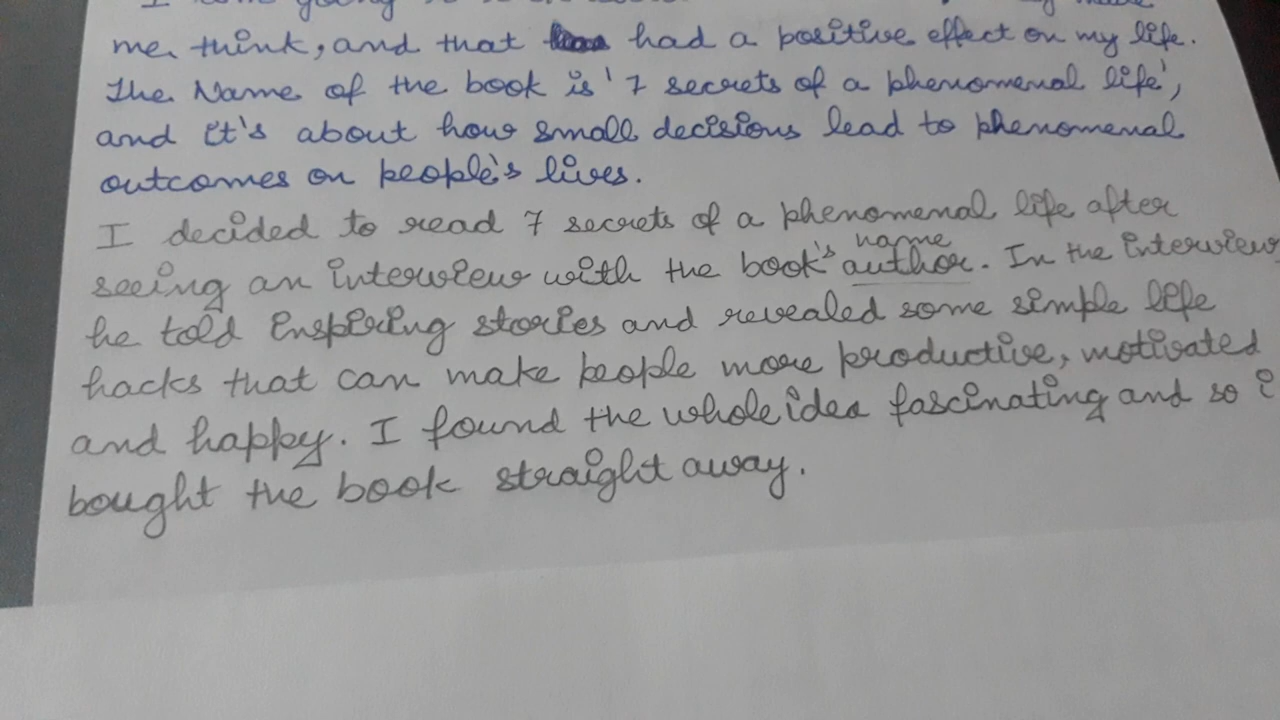 I am going to
me think, and that had a positive effect on my life.
The Name of the book is '7 secrets of a phenomenal life',
and it's about how small decisions lead to phenomenal
outcomes on people's lives.
I decided to read 7 secrets of a phenomenal life after
name
seeing an interview with the book's author. In the interview
he told inspiring stories and revealed some simple life
hacks that can make people more productive, motivated
and happy. I found the whole idea fascinating and so i
bought the book straight away.